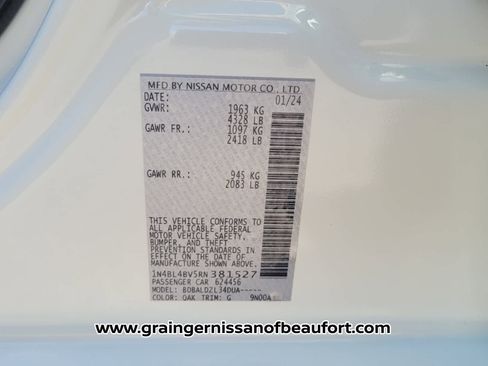 MFD BY NISSAN MOTOR CO., LTD.
DATE: 01/24
GVWR: 1963 KG
4328 LB
GAWR FR.: 1097 KG
2418 LB
GAWR RR.: 945 KG
2083 LB
THIS VEHICLE CONFORMS TO
ALL APPLICABLE FEDERAL
MOTOR VEHICLE SAFETY,
BUMPER, AND THEFT
PREVENTION STANDARDS IN
EFFECT ON THE DATE OF
MANUFACTURE SHOWN ABOVE.
1N4BL4BV5RN381527
PASSENGER CAR 624456
MODEL: BDBALDZL34DUA-----
COLOR: QAK TRIM: G 9N00A
www.graingernissanofbeaufort.com